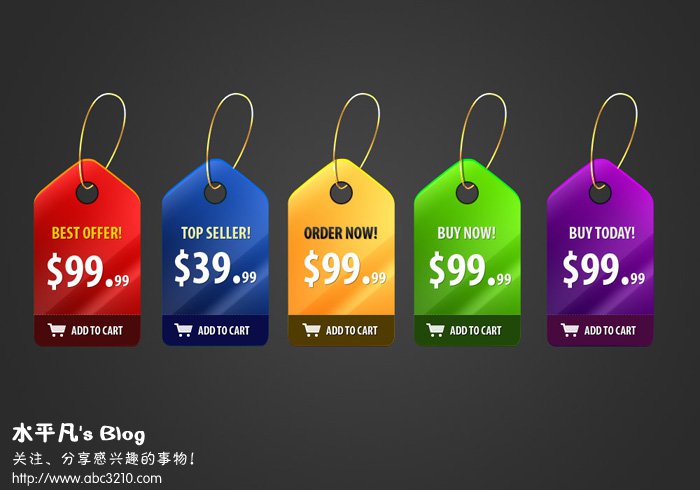 BEST OFFER!
$99.99
ADD TO CART
TOP SELLER!
$39.99
ADD TO CART
ORDER NOW!
$99.99
ADD TO CART
BUY NOW!
$99.99
ADD TO CART
BUY TODAY!
$99.99
ADD TO CART
水平凡's Blog
关注、分享感兴趣的事物！
http://www.abc3210.com